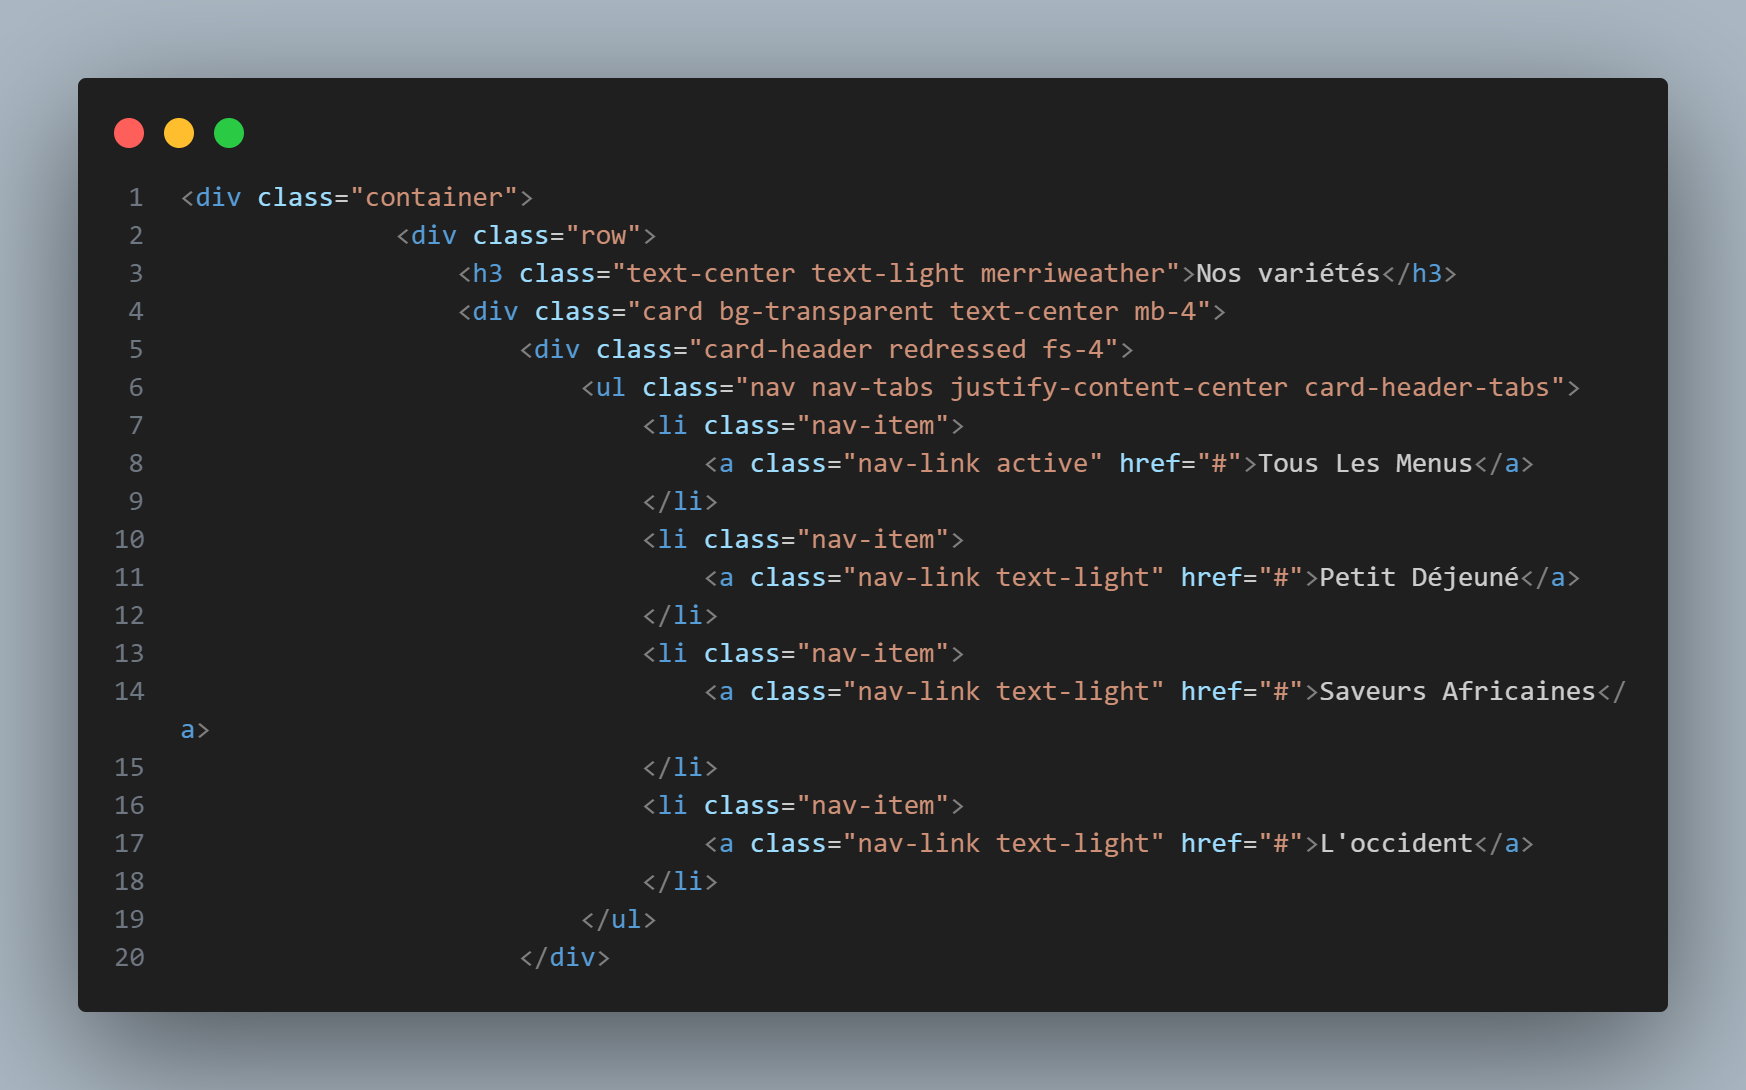 1 <div class="container">
2 <div class="row">
3 <h3 class="text-center text-light merriweather">Nos variétés</h3>
4 <div class="card bg-transparent text-center mb-4">
5 <div class="card-header redressed fs-4">
6 <ul class="nav nav-tabs justify-content-center card-header-tabs">
7 <li class="nav-item">
8 <a class="nav-link active" href="#">Tous Les Menus</a>
9 </li>
10 <li class="nav-item">
11 <a class="nav-link text-light" href="#">Petit Déjeuné</a>
12 </li>
13 <li class="nav-item">
14 <a class="nav-link text-light" href="#">Saveurs Africaines</
a>
15 </li>
16 <li class="nav-item">
17 <a class="nav-link text-light" href="#">L'occident</a>
18 </li>
19 </ul>
20 </div>